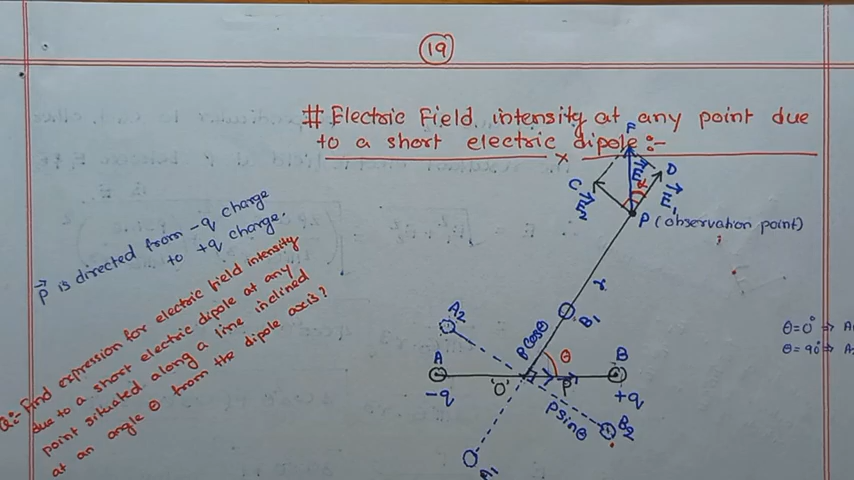 19
# Electric Field intensity at any point due
to a short electric dipole :-
x
p is directed from -q charge
to +q charge.
Q:- Find expression for electric field intensity
due to a short electric dipole at any
point situated along a line inclined
at an angle θ from the dipole axis?
F
C
E
α
D
E2
E1
P (observation point)
r
B1
A2
P cosθ
θ
A
B
'O'
P
-q
+q
P sinθ
B2
A1
θ=0° ⇒ A
θ=90° ⇒ A